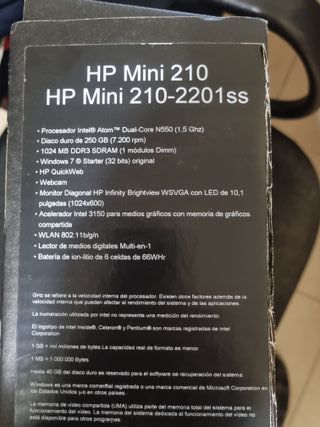 HP Mini 210
HP Mini 210-2201ss
• Procesador Intel® Atom™ Dual-Core N550 (1,5 Ghz)
• Disco duro de 250 GB (7.200 rpm)
• 1024 MB DDR3 SDRAM (1 módulos Dimm)
• Windows 7 ® Starter (32 bits) original
• HP QuickWeb
• Webcam
• Monitor Diagonal HP Infinity Brightview WSVGA con LED de 10,1
pulgadas (1024x600)
• Acelerador Intel 3150 para medios gráficos con memoria de gráficos
compartida
• WLAN 802.11b/g/n
• Lector de medios digitales Multi-en-1
• Batería de ion-litio de 6 celdas de 66WHr
GHz se refiere a la velocidad interna del procesador. Existen otros factores además de la
velocidad interna que pueden afectar al rendimiento del sistema y de las aplicaciones.
La numeración utilizada por Intel no representa una medición del rendimiento.
El logotipo de Intel Inside®, Celeron® y Pentium® son marcas registradas de Intel
Corporation
1 GB = mil millones de bytes La capacidad real de formato es menor
1 MB = 1 000 000 Bytes
Hasta 40 GB del disco duro es reservado para el software de recuperación del sistema.
Windows es una marca comercial registrada o una marca comercial de Microsoft Corporation en
los Estados Unidos y/o en otros países.
La memoria de vídeo compartida (UMA) utiliza parte del memoria total del sistema para el
funcionamiento del vídeo. La memoria del sistema dedicada al funcionamiento del vídeo no
está disponible para otros programas.